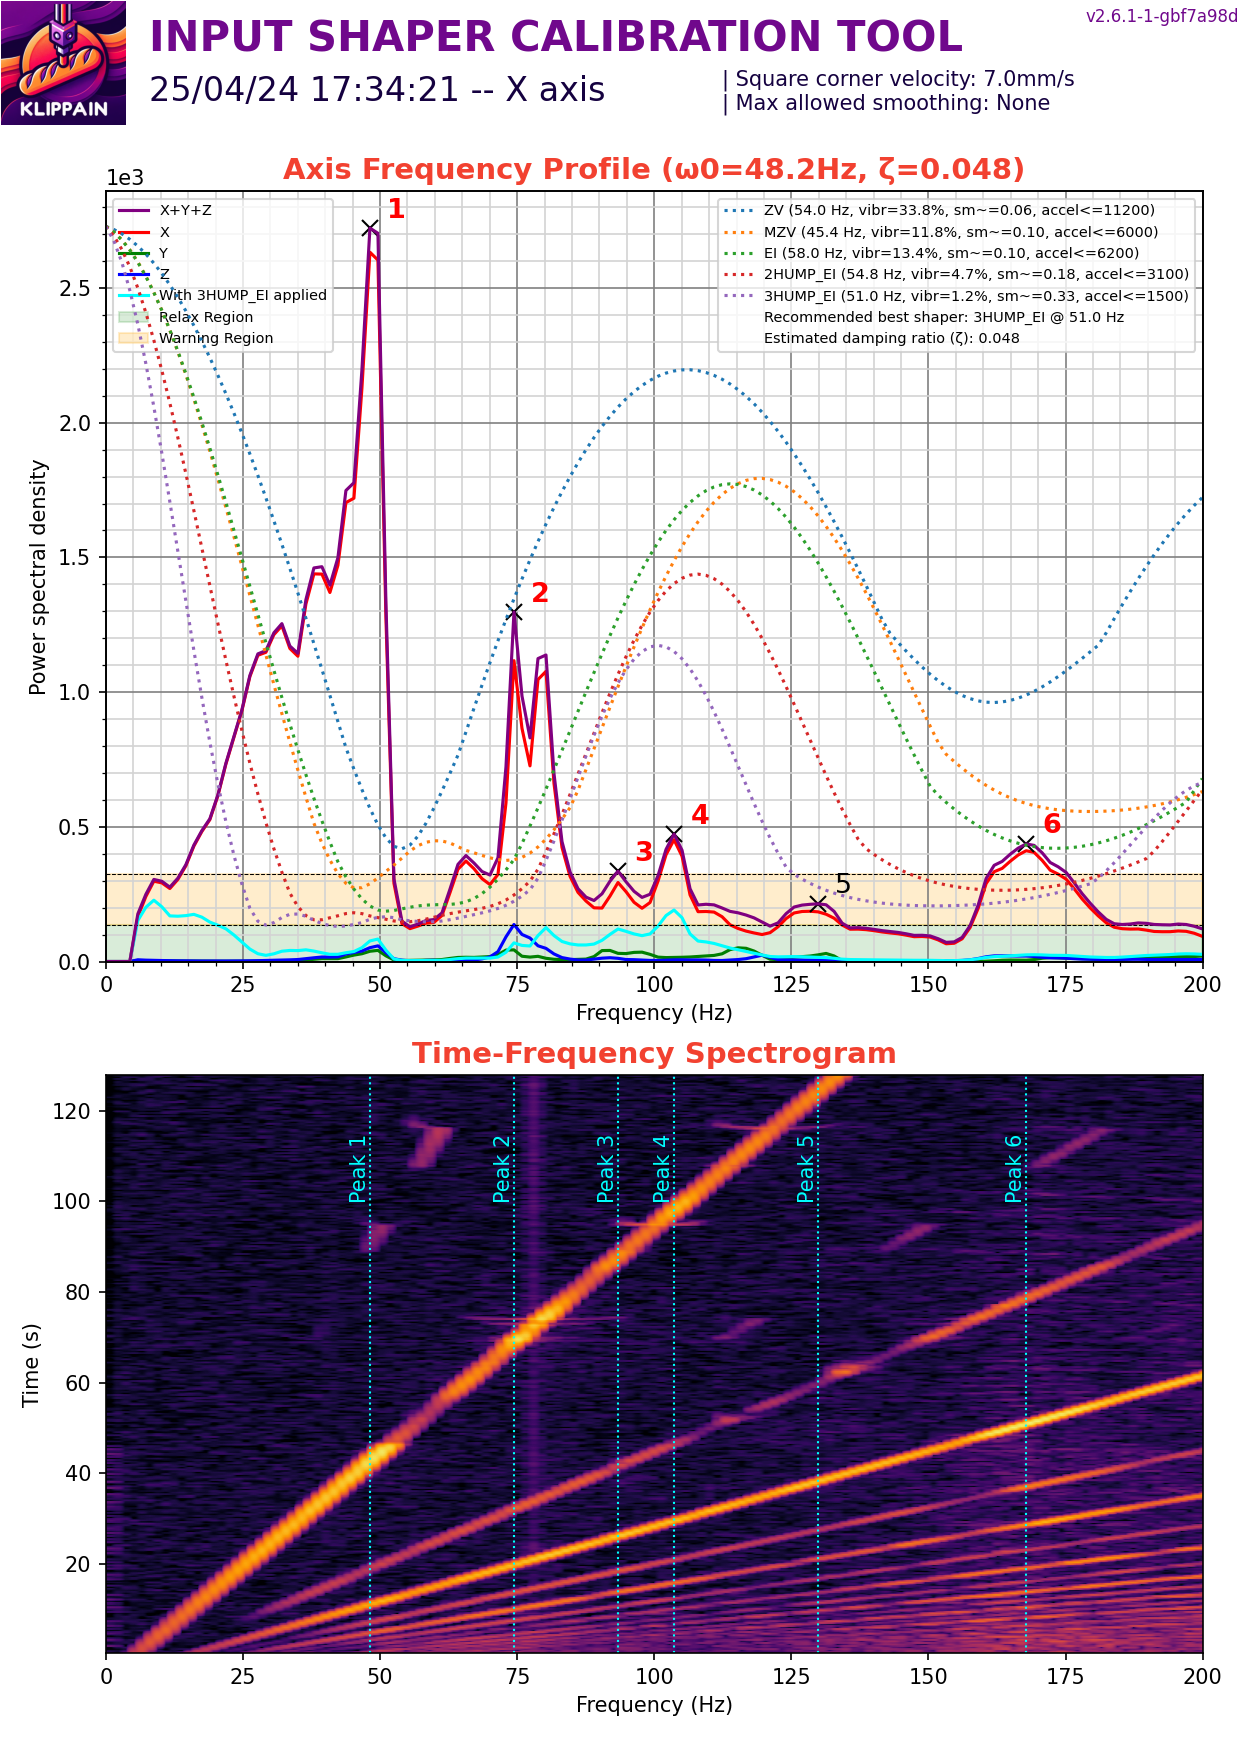 KLIPPAIN
INPUT SHAPER CALIBRATION TOOL
v2.6.1-1-gbf7a98d
25/04/24 17:34:21 -- X axis
| Square corner velocity: 7.0mm/s
| Max allowed smoothing: None
Axis Frequency Profile (ω0=48.2Hz, ζ=0.048)
1e3
X+Y+Z
X
Y
Z
With 3HUMP_EI applied
Relax Region
Warning Region
ZV (54.0 Hz, vibr=33.8%, sm~=0.06, accel<=11200)
MZV (45.4 Hz, vibr=11.8%, sm~=0.10, accel<=6000)
EI (58.0 Hz, vibr=13.4%, sm~=0.10, accel<=6200)
2HUMP_EI (54.8 Hz, vibr=4.7%, sm~=0.18, accel<=3100)
3HUMP_EI (51.0 Hz, vibr=1.2%, sm~=0.33, accel<=1500)
Recommended best shaper: 3HUMP_EI @ 51.0 Hz
Estimated damping ratio (ζ): 0.048
1
2
3
4
5
6
Power spectral density
2.5
2.0
1.5
1.0
0.5
0.0
0 25 50 75 100 125 150 175 200
Frequency (Hz)
Time-Frequency Spectrogram
Time (s)
120
100
80
60
40
20
Peak 1
Peak 2
Peak 3
Peak 4
Peak 5
Peak 6
0 25 50 75 100 125 150 175 200
Frequency (Hz)